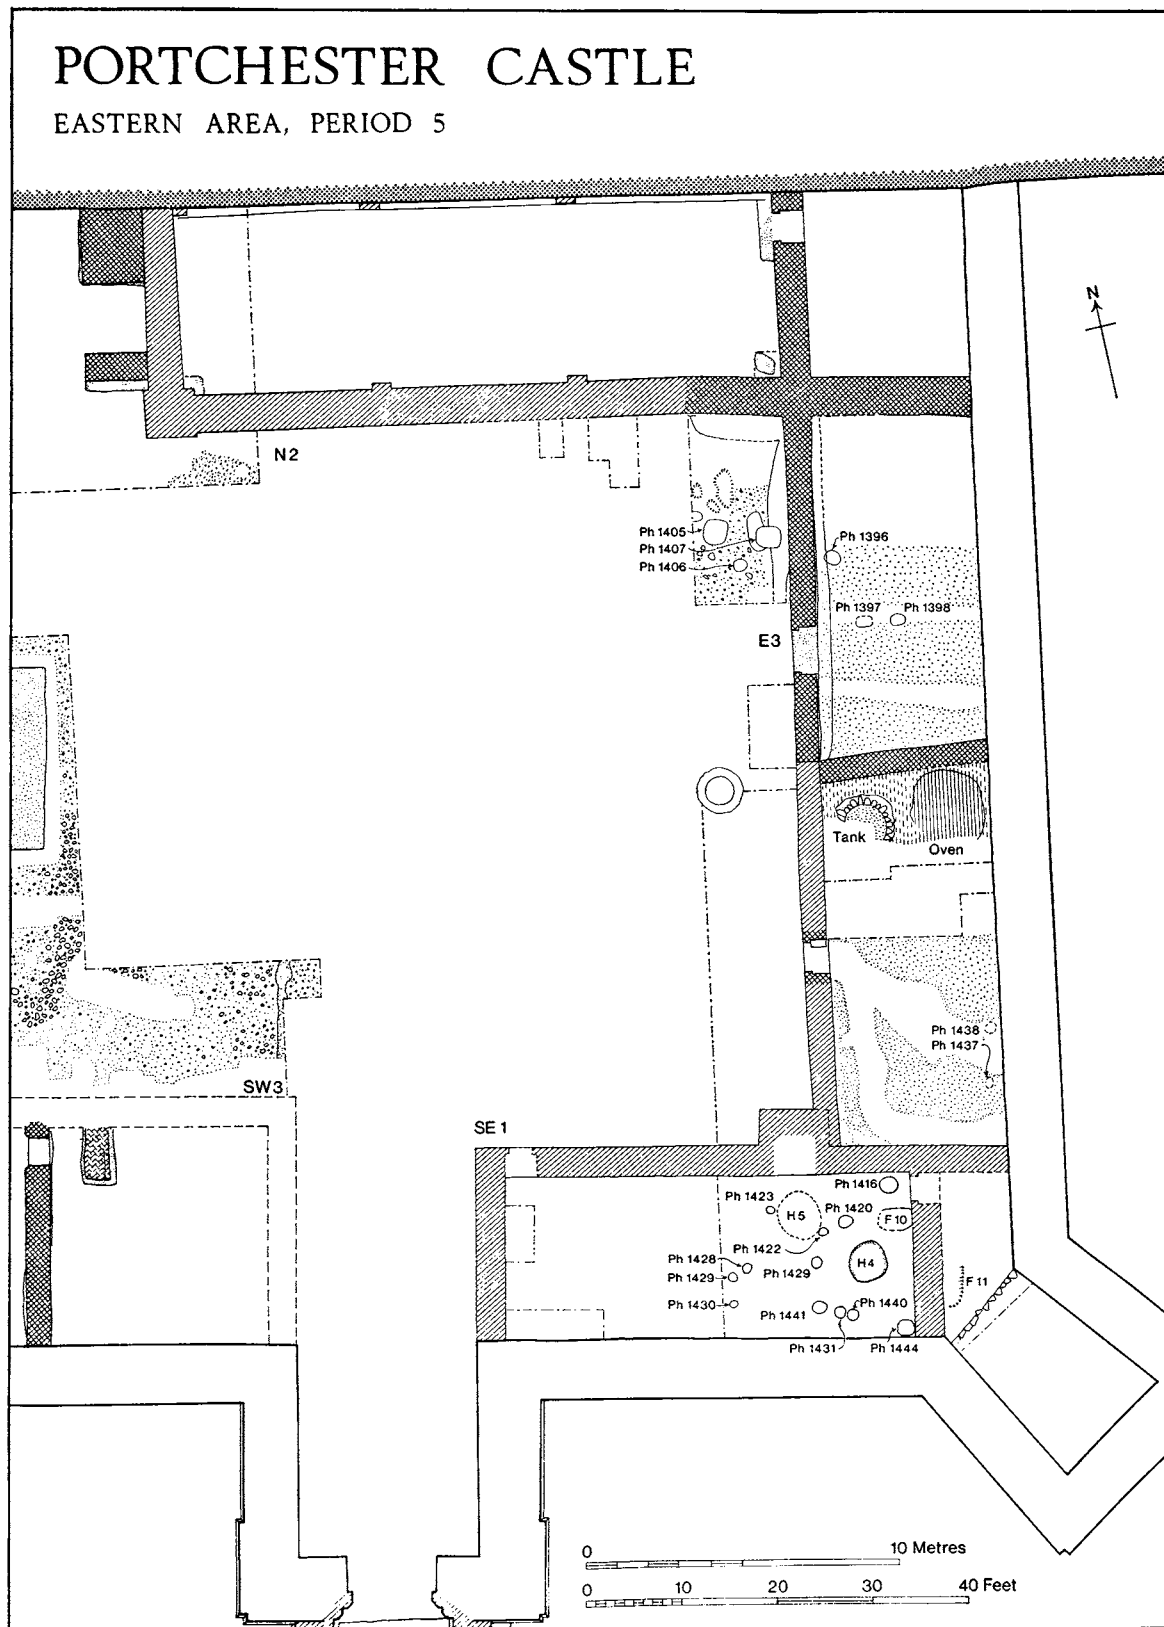 PORTCHESTER CASTLE
EASTERN AREA, PERIOD 5
N
N2
Ph 1405
Ph 1407
Ph 1406
Ph 1396
Ph 1397
Ph 1398
E3
Tank
Oven
Ph 1438
Ph 1437
SW3
SE 1
Ph 1416
Ph 1423
H5
Ph 1420
F10
Ph 1422
Ph 1428
Ph 1429
Ph 1429
H4
F 11
Ph 1430
Ph 1441
Ph 1440
Ph 1431
Ph 1444
0 10 Metres
0 10 20 30 40 Feet